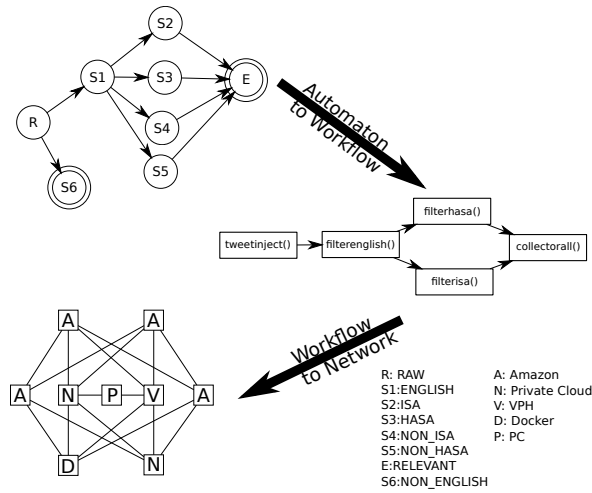 S2
S1
S3
E
R
S4
S5
S6
Automaton
to Workflow
filterhasa()
tweetinject()
filterenglish()
collectorall()
filterisa()
Workflow
to Network
A
A
A
N
P
V
A
D
N
R: RAW
S1:ENGLISH
S2:ISA
S3:HASA
S4:NON_ISA
S5:NON_HASA
E:RELEVANT
S6:NON_ENGLISH
A: Amazon
N: Private Cloud
V: VPH
D: Docker
P: PC